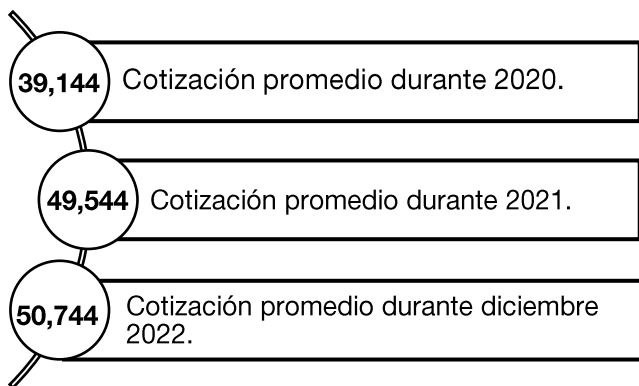 39,144 Cotización promedio durante 2020.
49,544 Cotización promedio durante 2021.
50,744 Cotización promedio durante diciembre
2022.